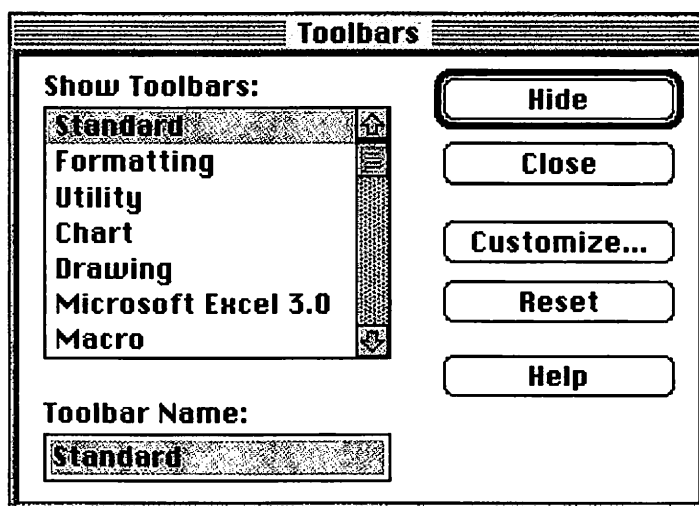 Toolbars
Show Toolbars:
Standard
Formatting
Utility
Chart
Drawing
Microsoft Excel 3.0
Macro
Toolbar Name:
Standard
Hide
Close
Customize...
Reset
Help